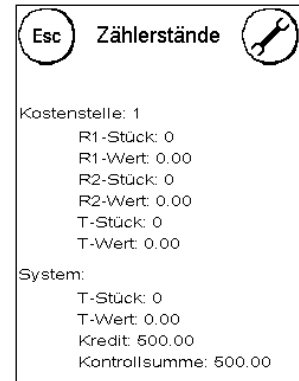 Esc Zählerstände
Kostenstelle: 1
R1-Stück: 0
R1-Wert: 0.00
R2-Stück: 0
R2-Wert: 0.00
T-Stück: 0
T-Wert: 0.00
System:
T-Stück: 0
T-Wert: 0.00
Kredit: 500.00
Kontrollsumme: 500.00